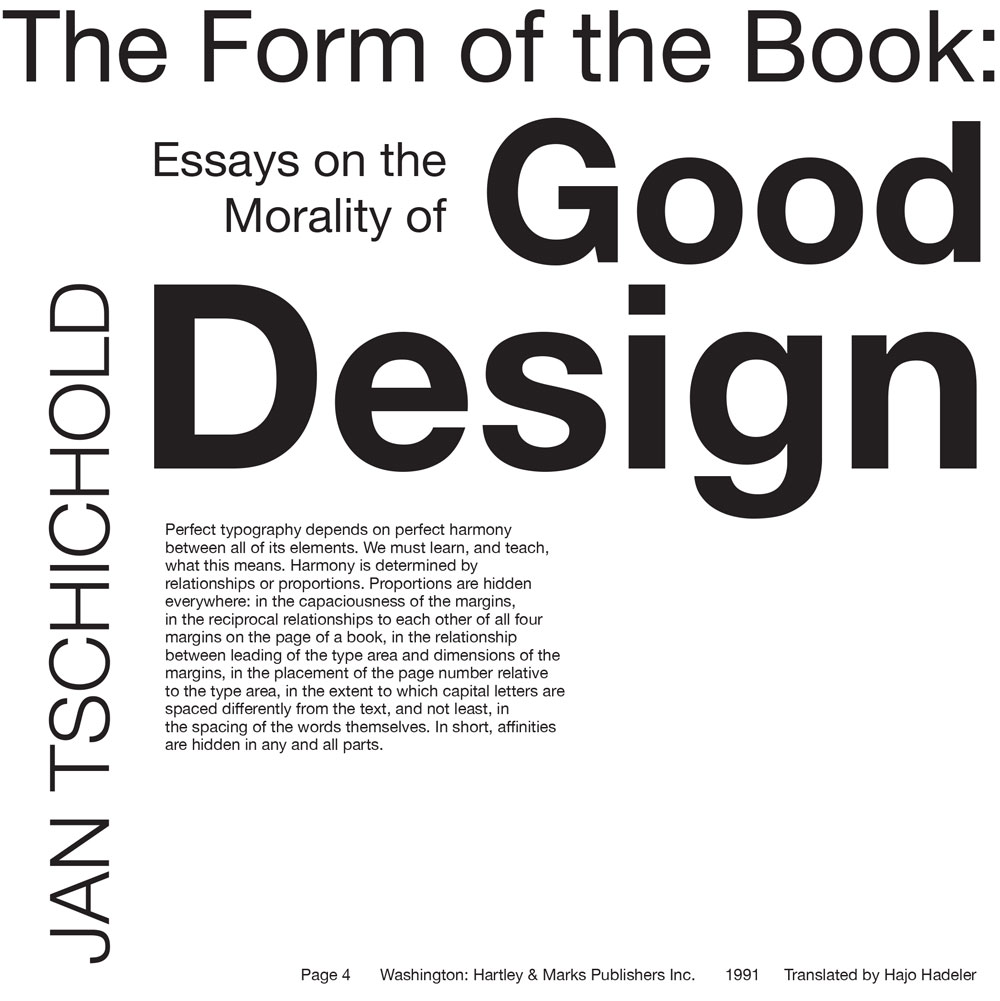 The Form of the Book:
Essays on the
Morality of
Good
Design
JAN TSCHICHOLD
Perfect typography depends on perfect harmony
between all of its elements. We must learn, and teach,
what this means. Harmony is determined by
relationships or proportions. Proportions are hidden
everywhere: in the capaciousness of the margins,
in the reciprocal relationships to each other of all four
margins on the page of a book, in the relationship
between leading of the type area and dimensions of the
margins, in the placement of the page number relative
to the type area, in the extent to which capital letters are
spaced differently from the text, and not least, in
the spacing of the words themselves. In short, affinities
are hidden in any and all parts.
Page 4 Washington: Hartley & Marks Publishers Inc. 1991 Translated by Hajo Hadeler